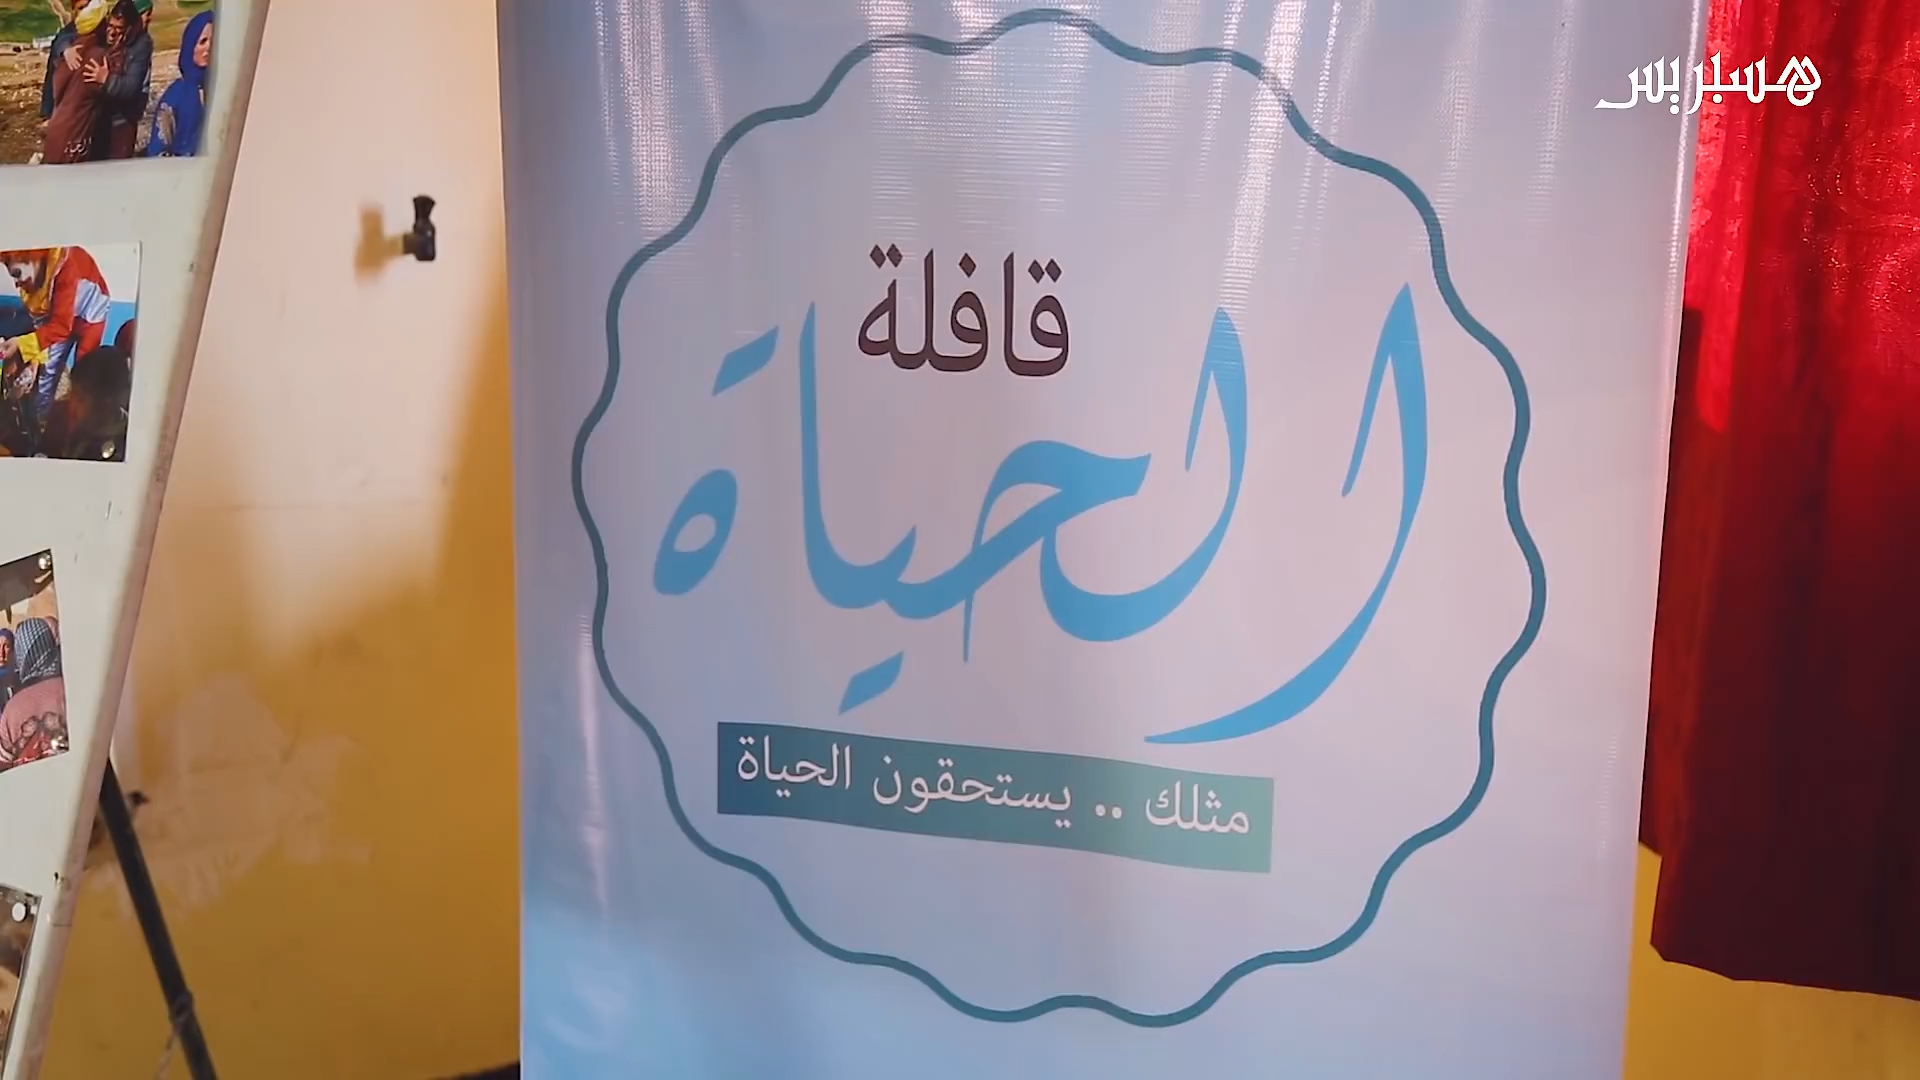 هسبريس
قافلة
الحياة
مثلك .. يستحقون الحياة